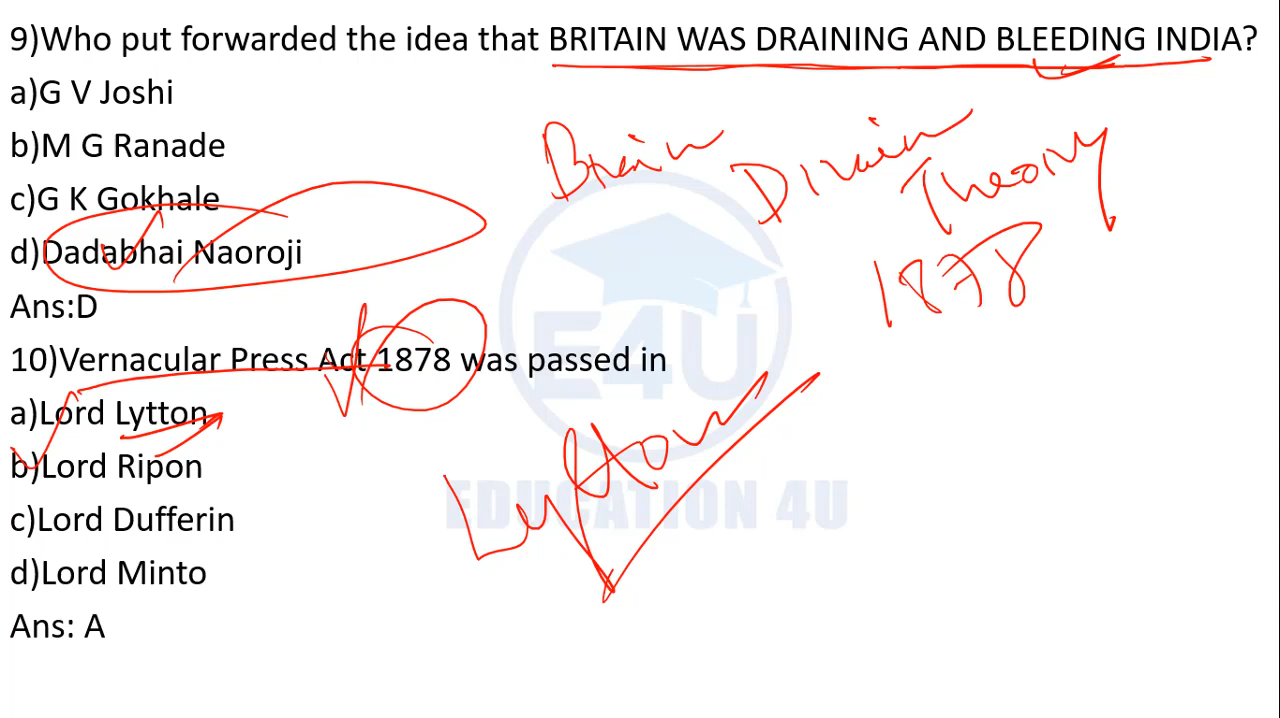 9)Who put forwarded the idea that BRITAIN WAS DRAINING AND BLEEDING INDIA?
a)G V Joshi
b)M G Ranade
c)G K Gokhale
d)Dadabhai Naoroji
Ans:D
Brain Drain Theory
1878
10)Vernacular Press Act 1878 was passed in
a)Lord Lytton
b)Lord Ripon
c)Lord Dufferin
d)Lord Minto
Ans: A
Lytton
E4U
EDUCATION 4U